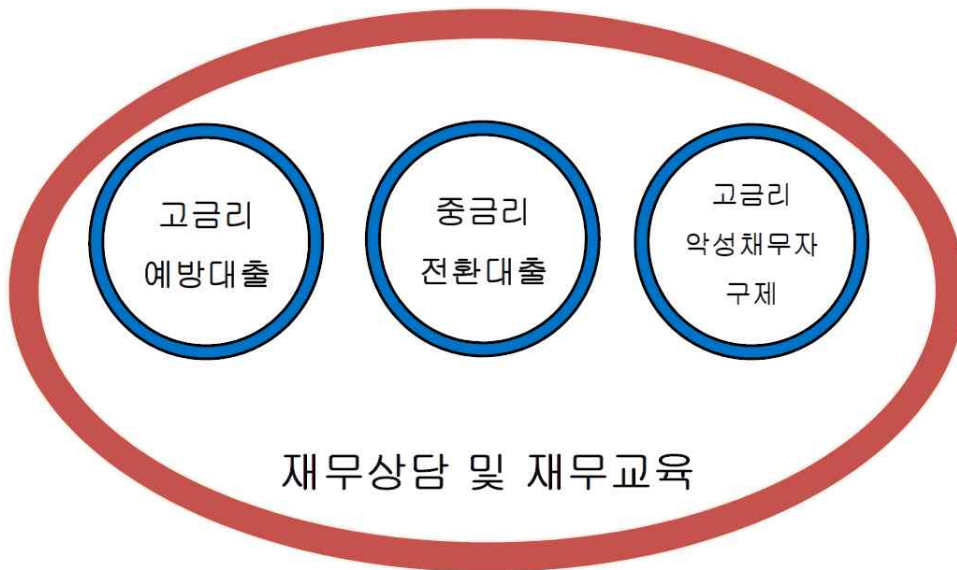 고금리
예방대출
중금리
전환대출
고금리
악성채무자
구제
재무상담 및 재무교육